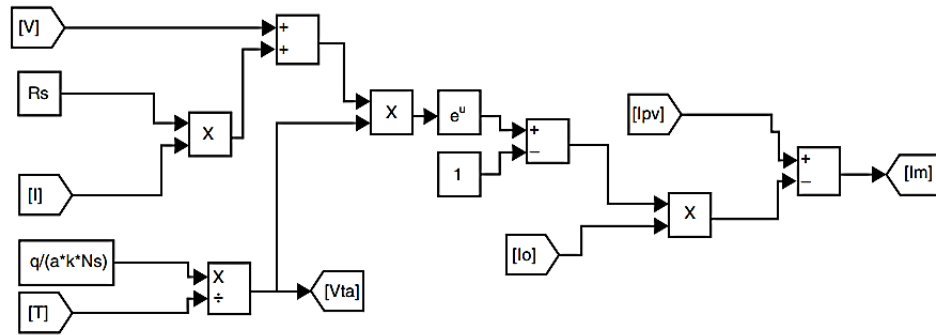 [V]
+
+
Rs
X
[I]
X
e^u
+
−
1
[Ipv]
+
−
[Im]
X
[Io]
q/(a*k*Ns)
X
÷
[T]
[Vta]